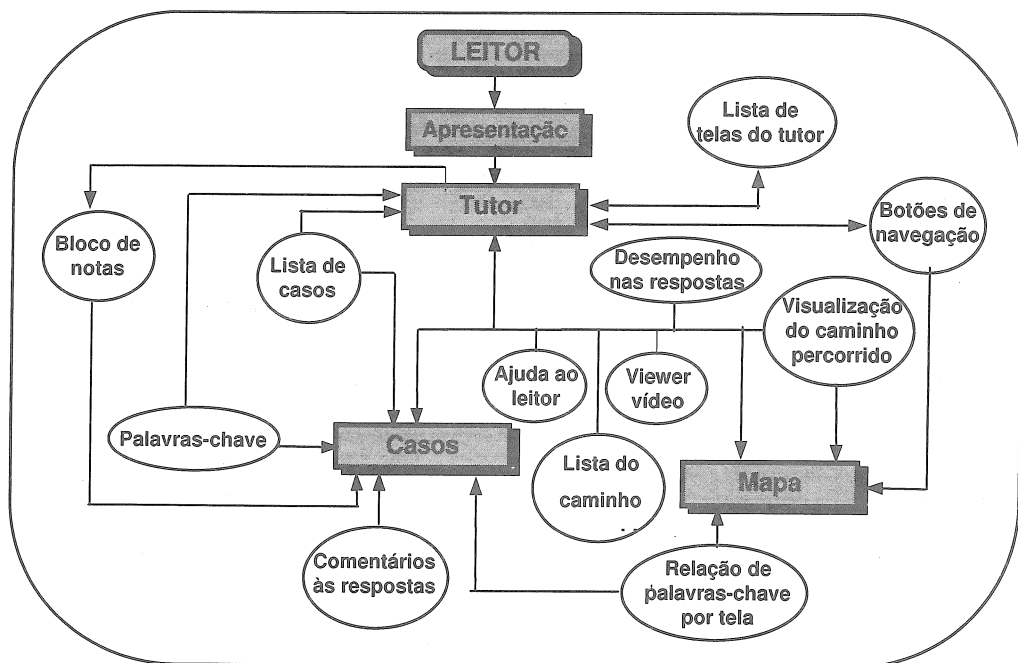 LEITOR
Apresentação
Lista de
telas do tutor
Tutor
Botões de
navegação
Bloco de
notas
Lista de
casos
Desempenho
nas respostas
Visualização
do caminho
percorrido
Ajuda ao
leitor
Viewer
vídeo
Palavras-chave
Casos
Lista do
caminho
Mapa
Comentários
às respostas
Relação de
palavras-chave
por tela